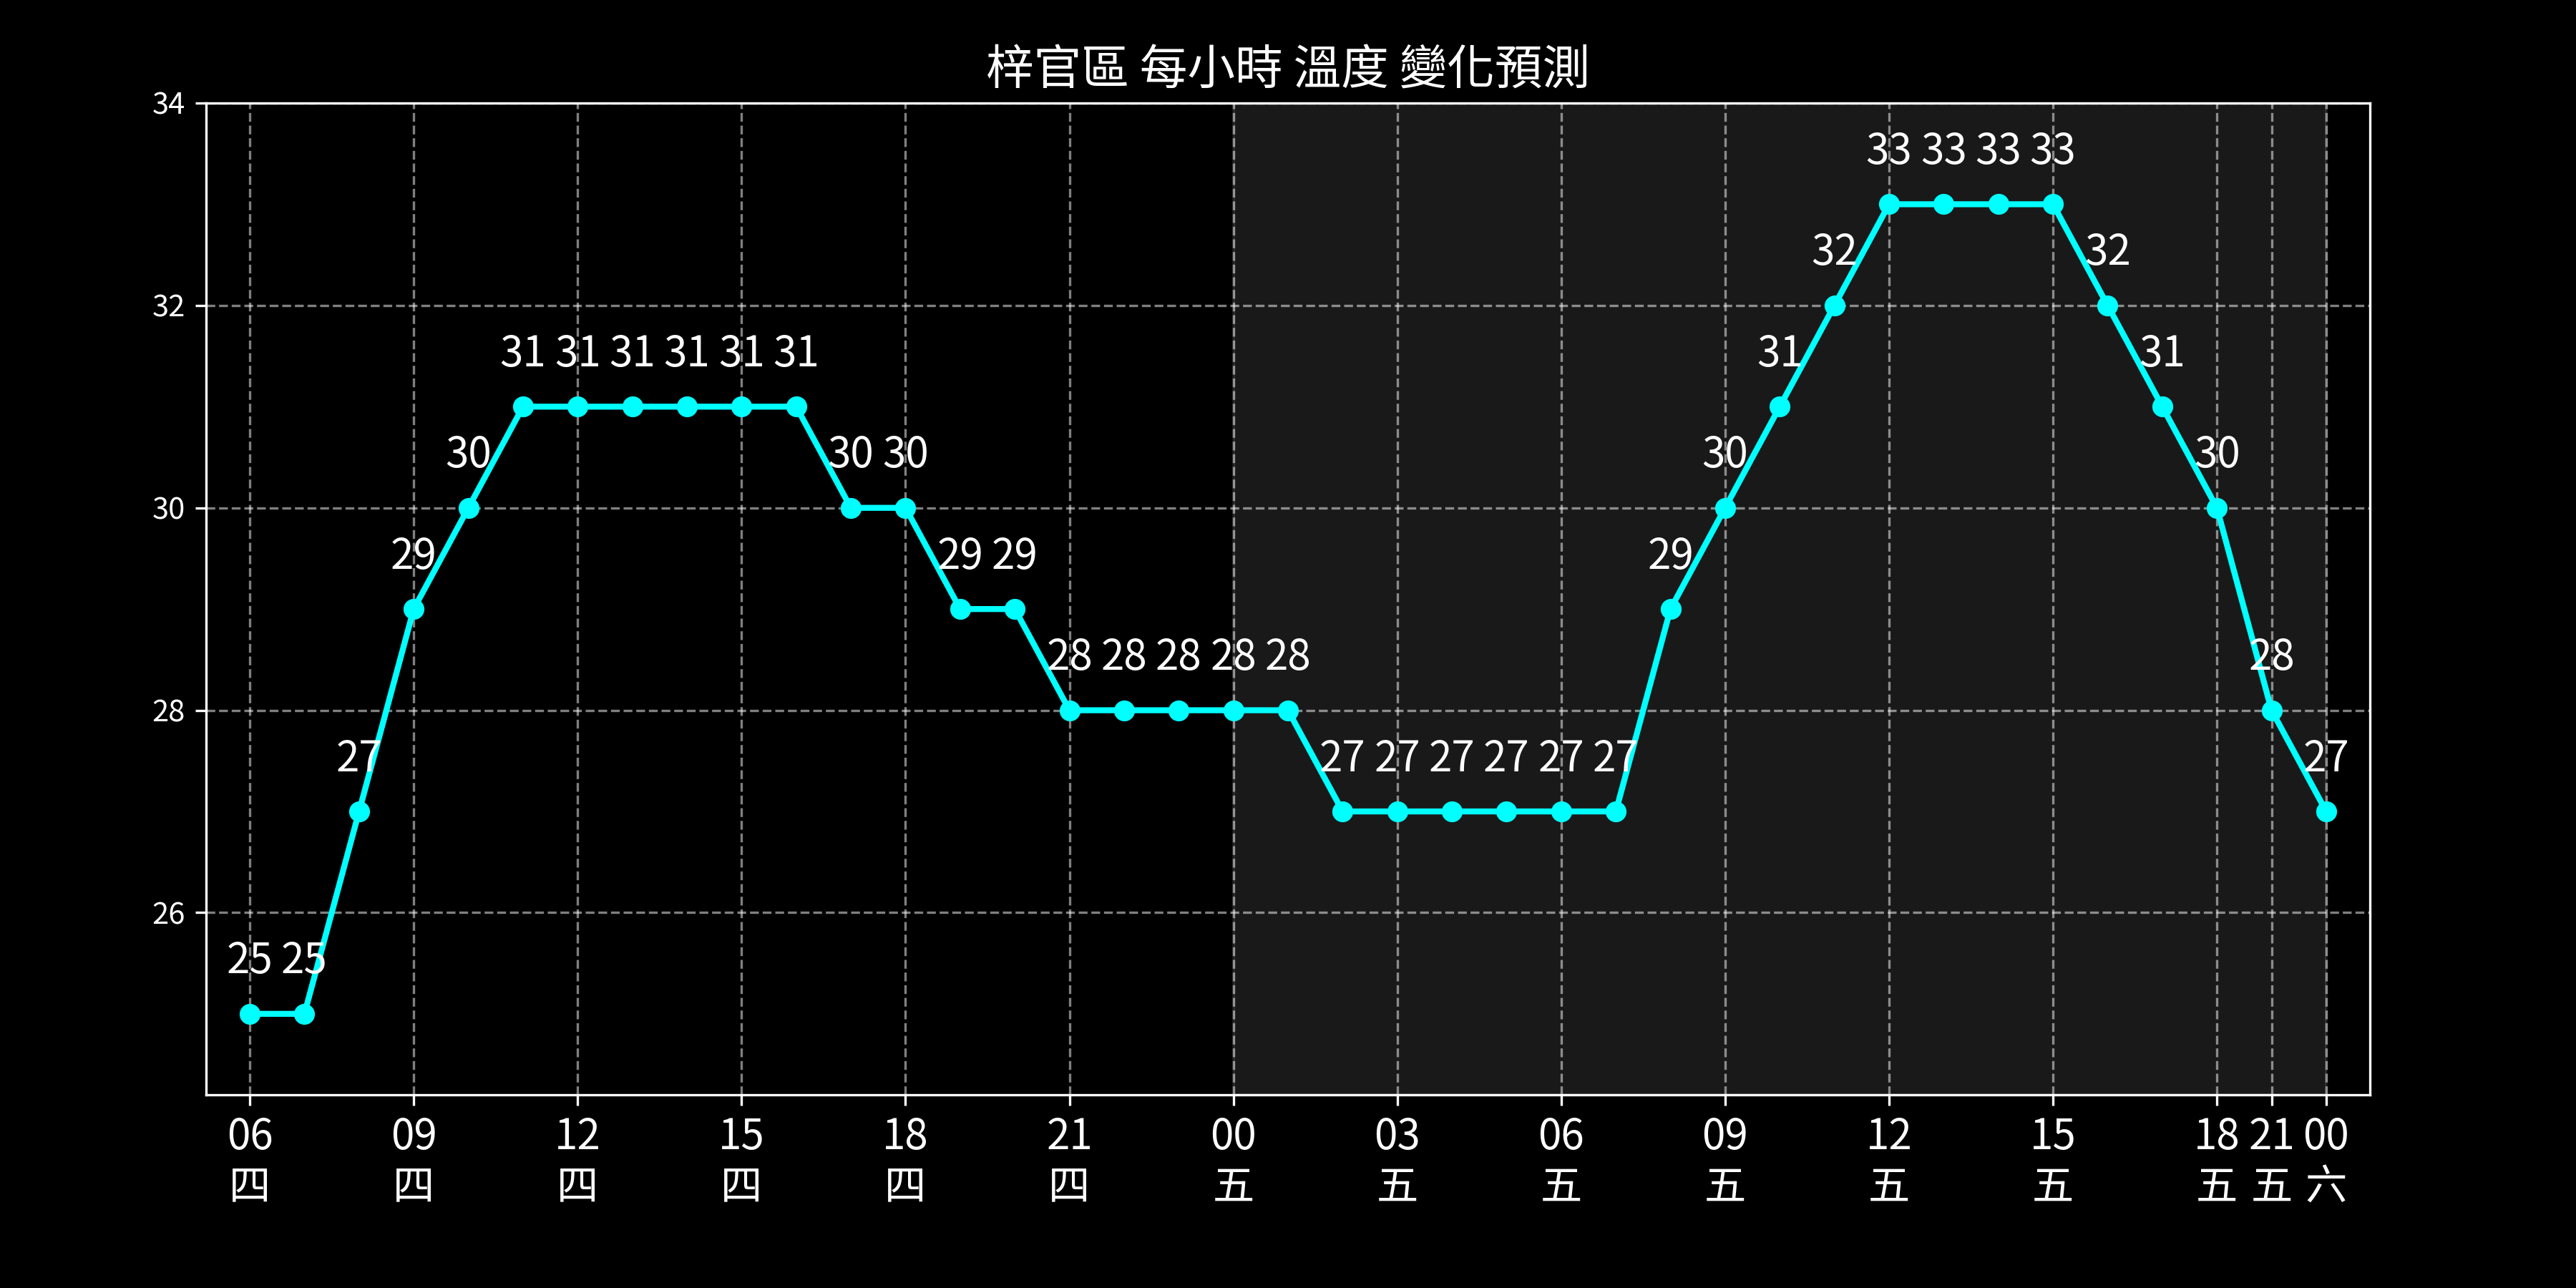 梓官區 每小時 溫度 變化預測
34
33 33 33 33
32 32
32
31 31 31 31 31 31 31 31
30 30 30 30 30
30
29 29 29 29
28 28 28 28 28 28
28
27 27 27 27 27 27 27 27
26
25 25
06 09 12 15 18 21 00 03 06 09 12 15 18 21 00
四 四 四 四 四 四 五 五 五 五 五 五 五 五 六